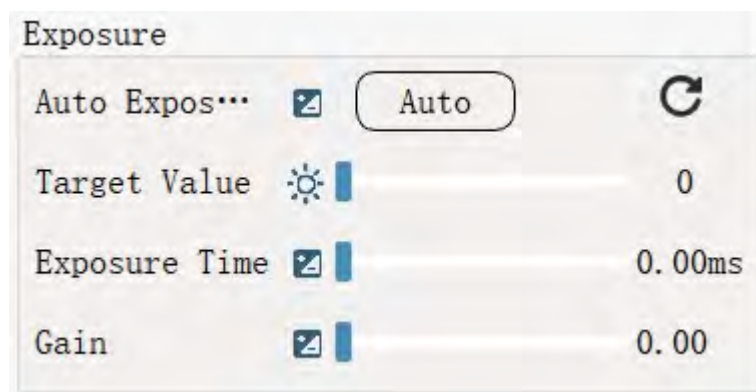 Exposure
Auto Expos… Auto
Target Value 0
Exposure Time 0.00ms
Gain 0.00